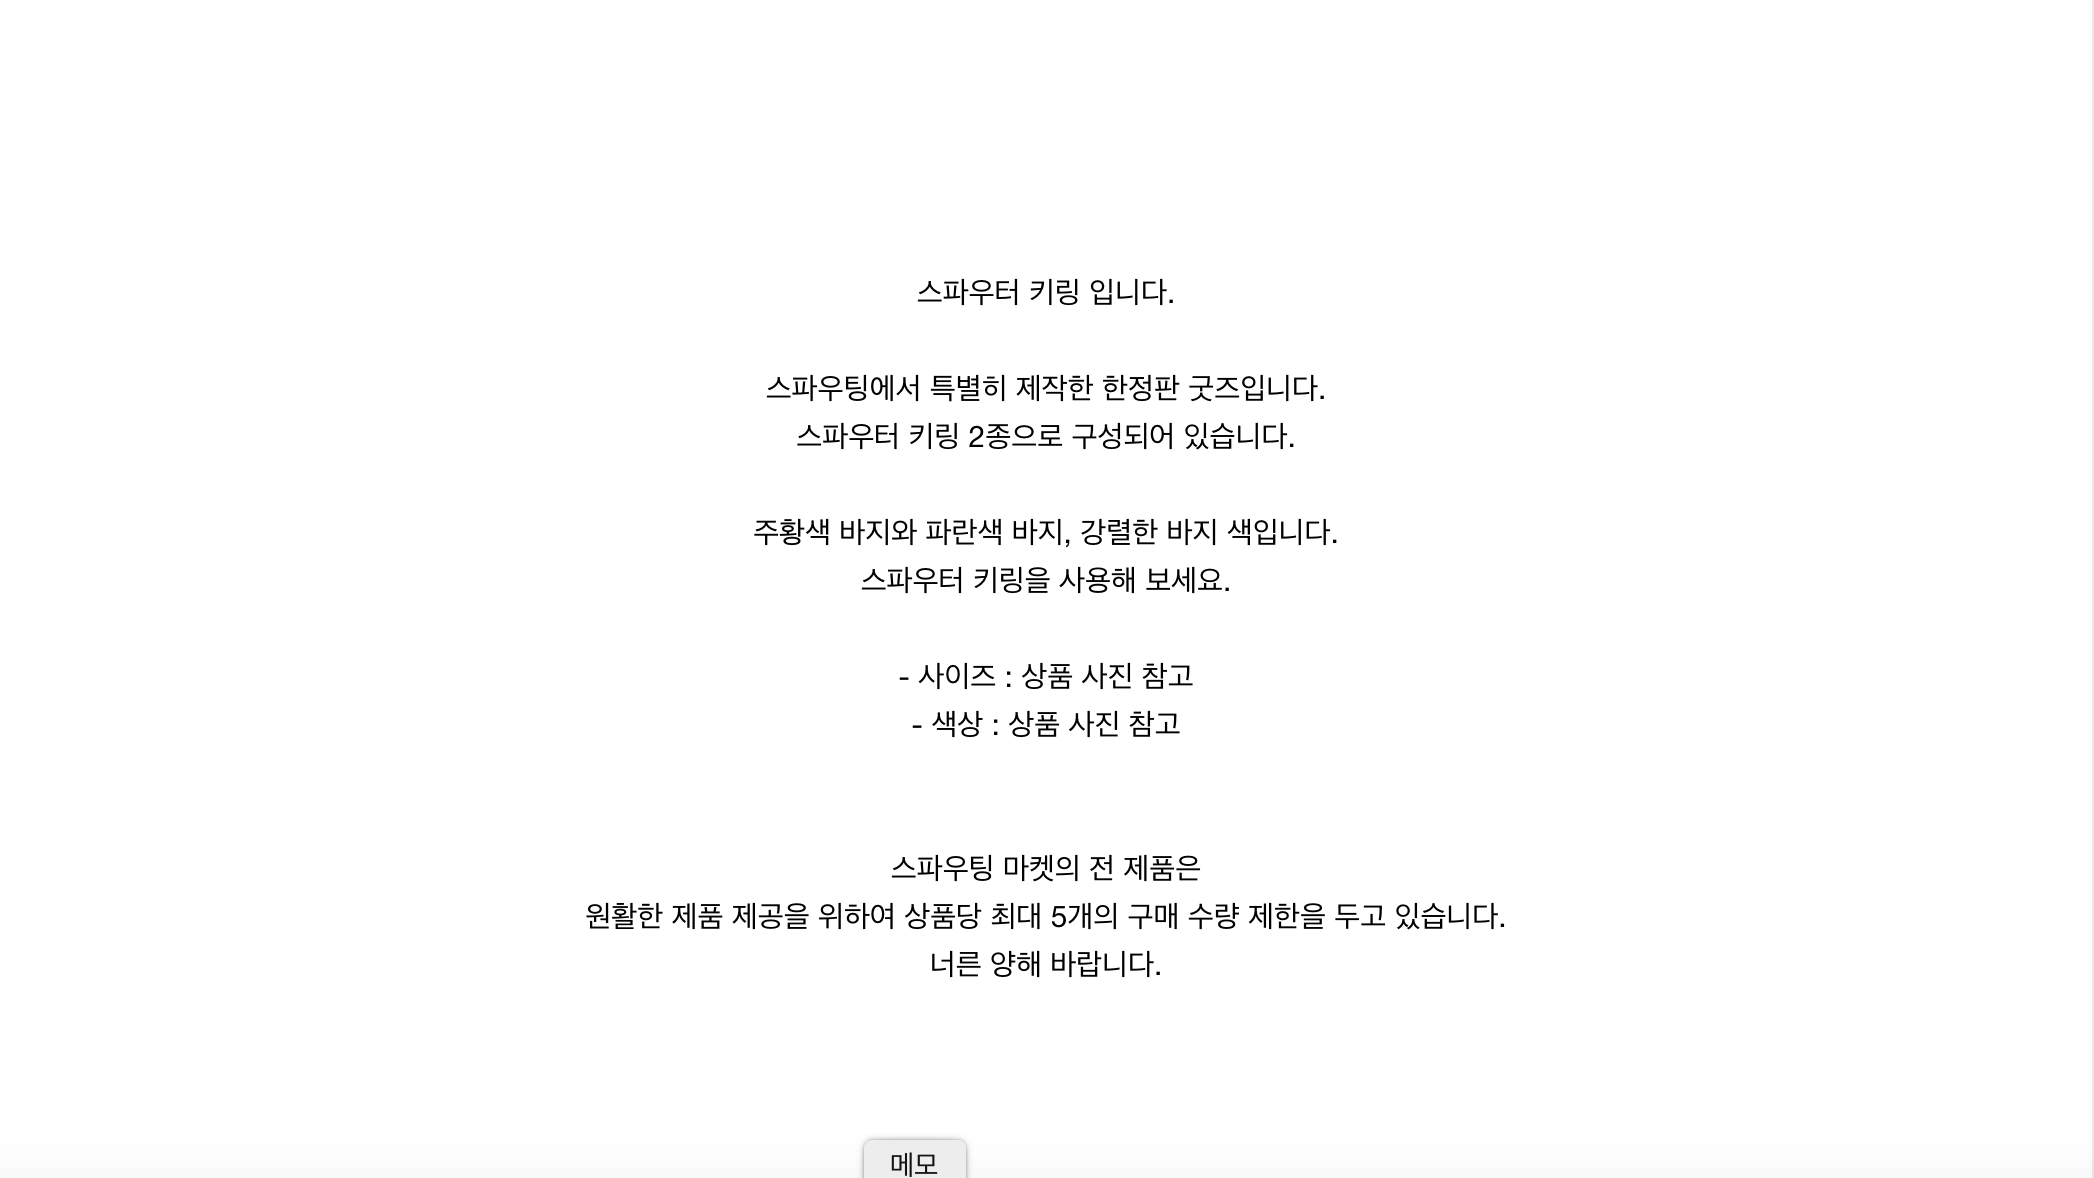 스파우터 키링 입니다.
스파우팅에서 특별히 제작한 한정판 굿즈입니다.
스파우터 키링 2종으로 구성되어 있습니다.
주황색 바지와 파란색 바지, 강렬한 바지 색입니다.
스파우터 키링을 사용해 보세요.
- 사이즈 : 상품 사진 참고
- 색상 : 상품 사진 참고
스파우팅 마켓의 전 제품은
원활한 제품 제공을 위하여 상품당 최대 5개의 구매 수량 제한을 두고 있습니다.
너른 양해 바랍니다.
메모